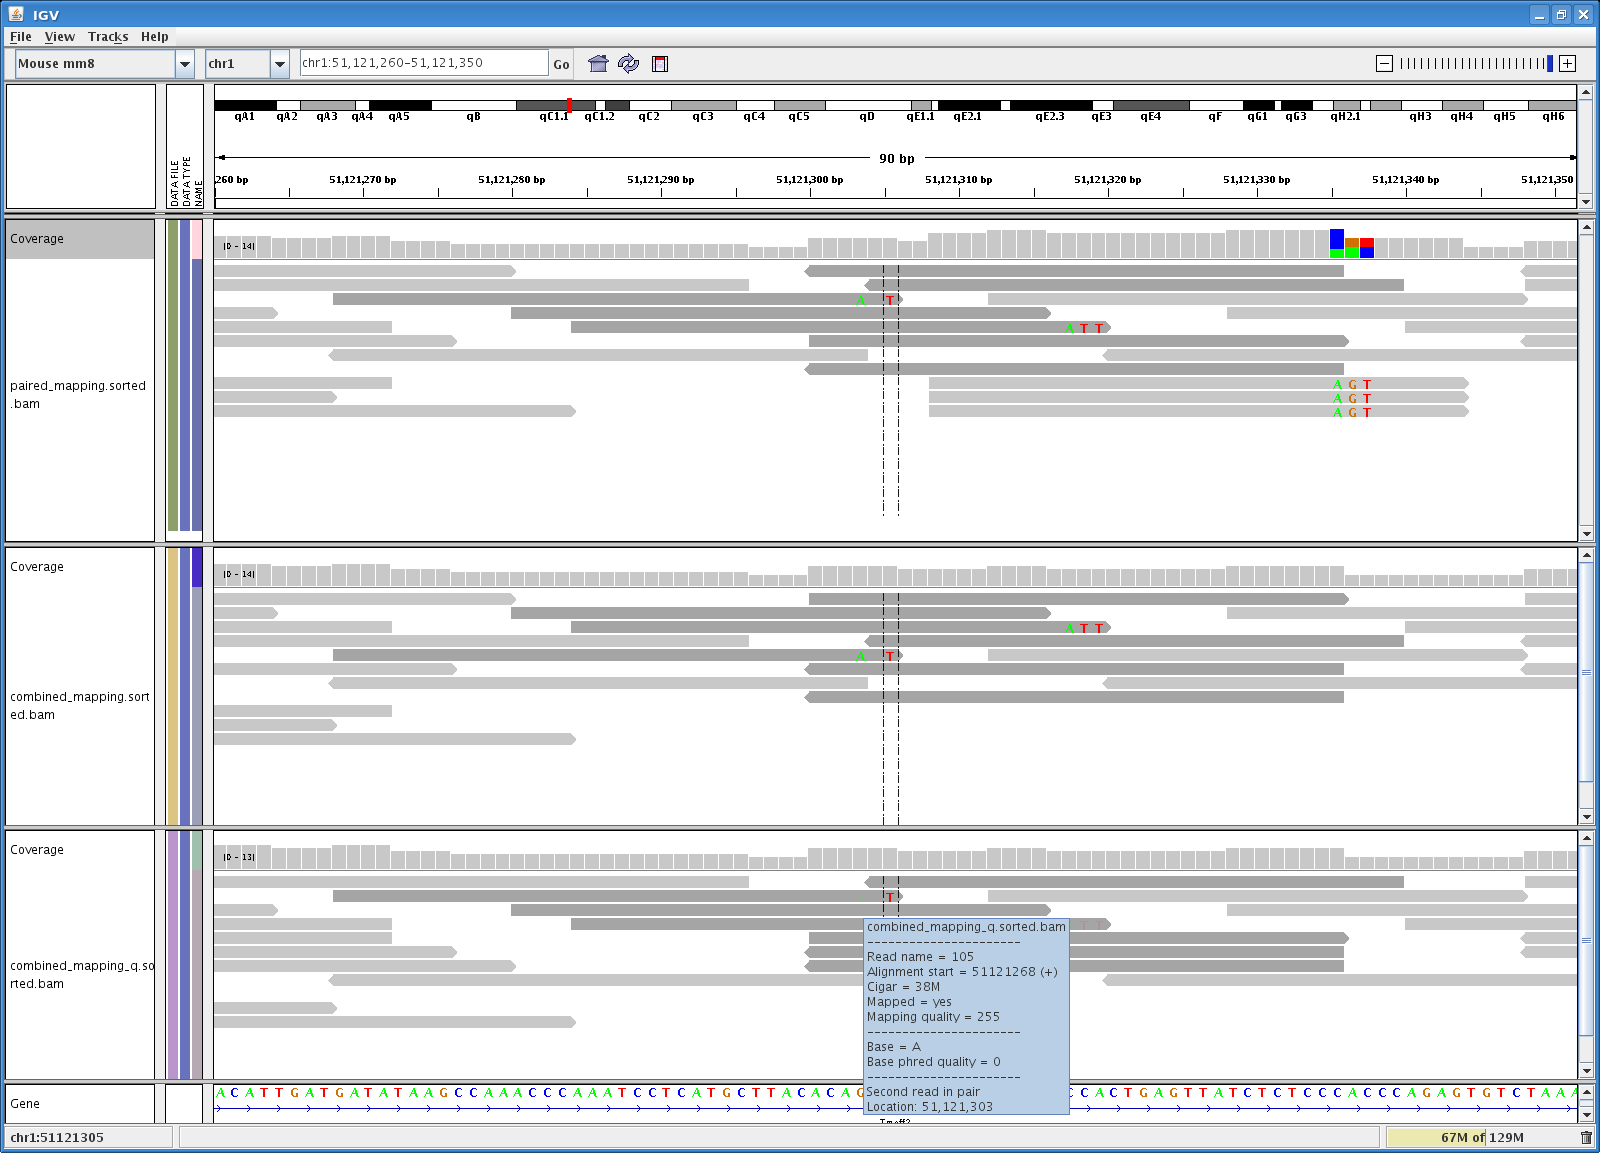 IGV
File View Tracks Help
Mouse mm8 chr1 chr1:51,121,260-51,121,350 Go
qA1 qA2 qA3 qA4 qA5 qB qC1.1 qC1.2 qC2 qC3 qC4 qC5 qD qE1.1 qE2.1 qE2.3 qE3 qE4 qF qG1 qG3 qH2.1 qH3 qH4 qH5 qH6
90 bp
DATA FILE
DATA TYPE
NAME
260 bp 51,121,270 bp 51,121,280 bp 51,121,290 bp 51,121,300 bp 51,121,310 bp 51,121,320 bp 51,121,330 bp 51,121,340 bp 51,121,350
Coverage
[0 - 14]
A T
A T T
paired_mapping.sorted
.bam
A G T
A G T
A G T
Coverage
[0 - 14]
A T T
A T
combined_mapping.sort
ed.bam
Coverage
[0 - 13]
T
T T
combined_mapping_q.so
rted.bam
combined_mapping_q.sorted.bam
----------------------
Read name = 105
Alignment start = 51121268 (+)
Cigar = 38M
Mapped = yes
Mapping quality = 255
----------------------
Base = A
Base phred quality = 0
----------------------
Second read in pair
Location: 51,121,303
Gene
A C A T T G A T G A T A T A A G C C A A A C C C A A A T C C T C A T G C T T A C A C A G C C A C T G A G T T A T C T C T C C C A C C C A G A G T G T C T A A A
chr1:51121305
67M of 129M